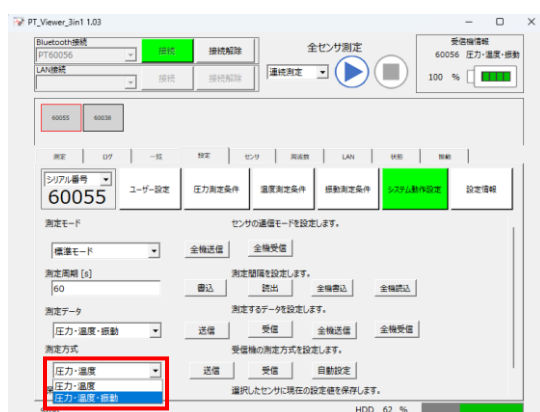 PT_Viewer_3in1 1.03
Bluetooth接続
PT60056 接続 接続解除
LAN接続
接続 接続解除
全センサ測定
連続測定
受信機情報
60056 圧力・温度・振動
100 %
60055 60038
測定 ログ 一覧 設定 センサ 周波数 LAN 状態 振動
シリアル番号
60055
ユーザー設定 圧力測定条件 温度測定条件 振動測定条件 システム動作設定 設定情報
測定モード センサの通信モードを設定します。
標準モード 全機送信 全機受信
測定周期 [s] 測定間隔を設定します。
60 書込 読出 全機書込 全機読込
測定データ 測定するデータを設定します。
圧力・温度・振動 送信 受信 全機送信 全機受信
測定方式 受信機の測定方式を設定します。
圧力・温度 送信 受信 自動設定
圧力・温度
圧力・温度・振動
選択したセンサに現在の設定値を保存します。
HDD 62 %